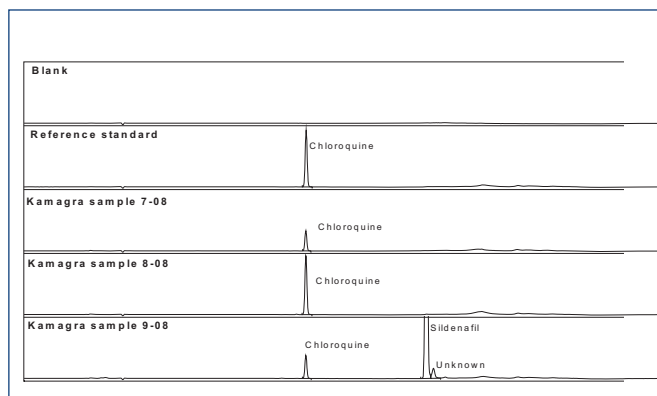 Blank
Reference standard
Chloroquine
Kamagra sample 7-08
Chloroquine
Kamagra sample 8-08
Chloroquine
Kamagra sample 9-08
Sildenafil
Chloroquine
Unknown